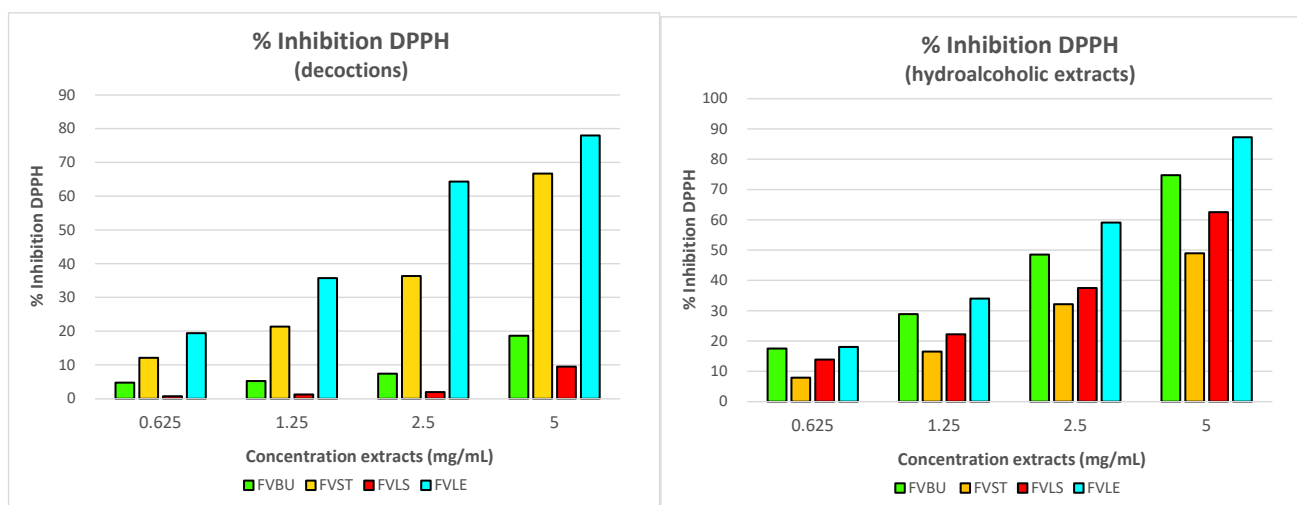 % Inhibition DPPH
(decoctions)
% Inhibition DPPH
90
80
70
60
50
40
30
20
10
0
0.625 1.25 2.5 5
Concentration extracts (mg/mL)
FVBU FVST FVLS FVLE
% Inhibition DPPH
(hydroalcoholic extracts)
% Inhibition DPPH
100
90
80
70
60
50
40
30
20
10
0
0.625 1.25 2.5 5
Concentration extracts (mg/mL)
FVBU FVST FVLS FVLE